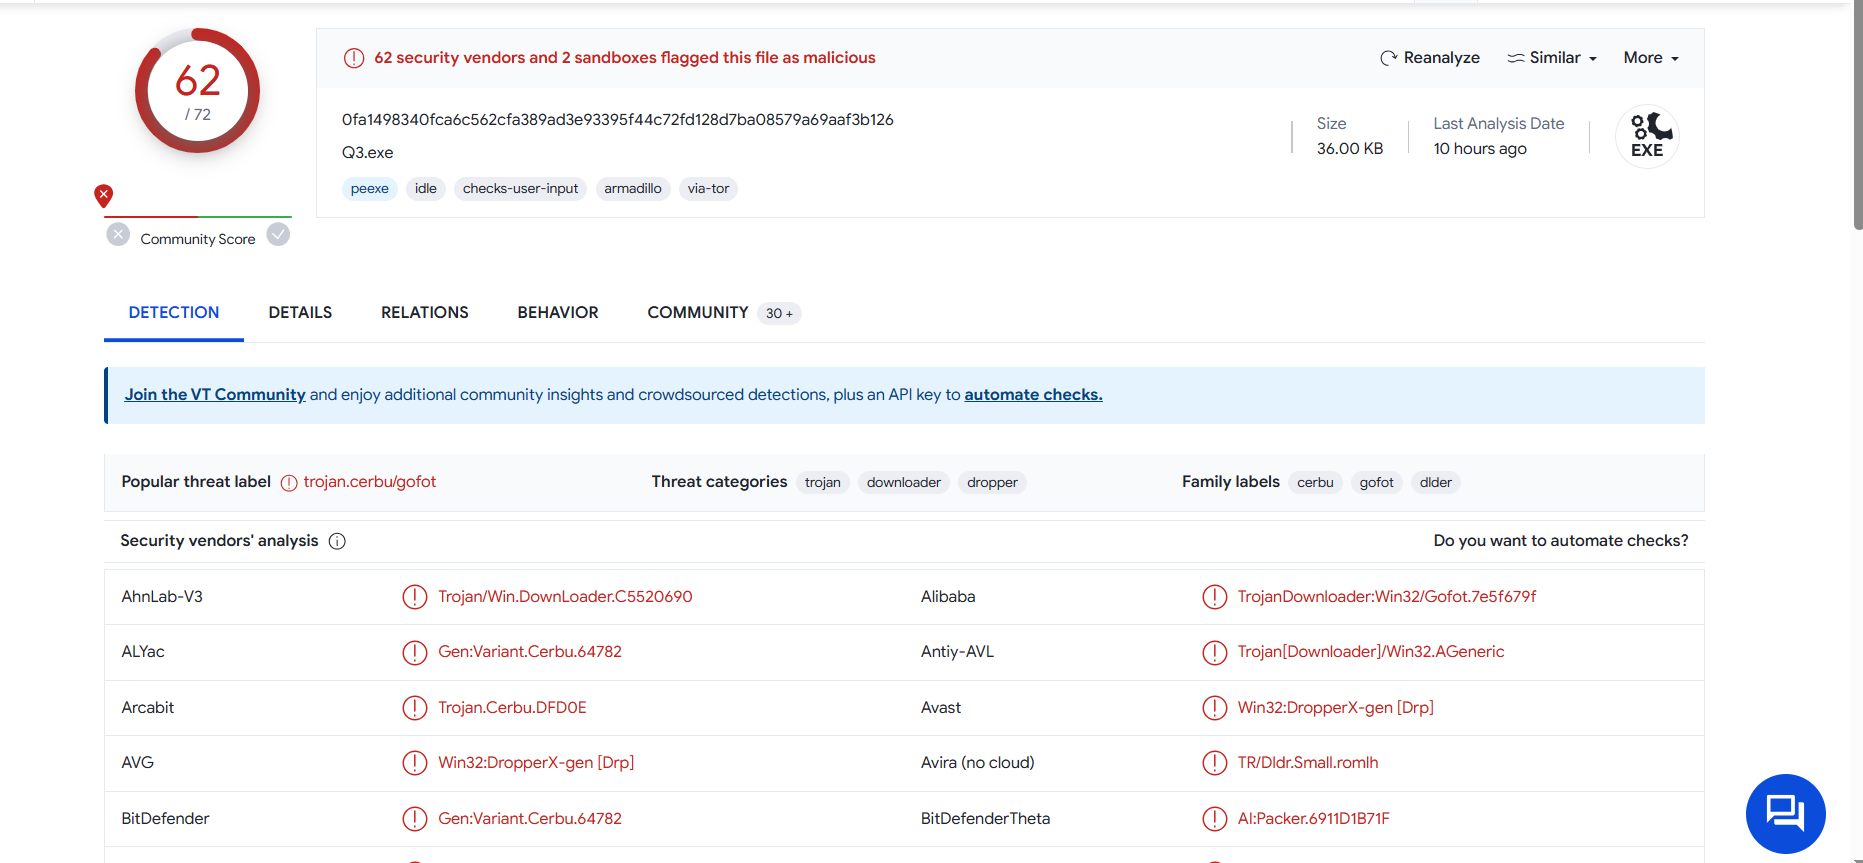 62
/ 72
Community Score
62 security vendors and 2 sandboxes flagged this file as malicious
Reanalyze
Similar
More
0fa1498340fca6c562cfa389ad3e93395f44c72fd128d7ba08579a69aaf3b126
Q3.exe
peexe idle checks-user-input armadillo via-tor
Size
36.00 KB
Last Analysis Date
10 hours ago
EXE
DETECTION DETAILS RELATIONS BEHAVIOR COMMUNITY 30 +
Join the VT Community and enjoy additional community insights and crowdsourced detections, plus an API key to automate checks.
Popular threat label trojan.cerbu/gofot Threat categories trojan downloader dropper Family labels cerbu gofot dlder
Security vendors' analysis Do you want to automate checks?
AhnLab-V3 Trojan/Win.DownLoader.C5520690 Alibaba TrojanDownloader:Win32/Gofot.7e5f679f
ALYac Gen:Variant.Cerbu.64782 Antiy-AVL Trojan[Downloader]/Win32.AGeneric
Arcabit Trojan.Cerbu.DFD0E Avast Win32:DropperX-gen [Drp]
AVG Win32:DropperX-gen [Drp] Avira (no cloud) TR/Dldr.Small.romlh
BitDefender Gen:Variant.Cerbu.64782 BitDefenderTheta AI:Packer.6911D1B71F